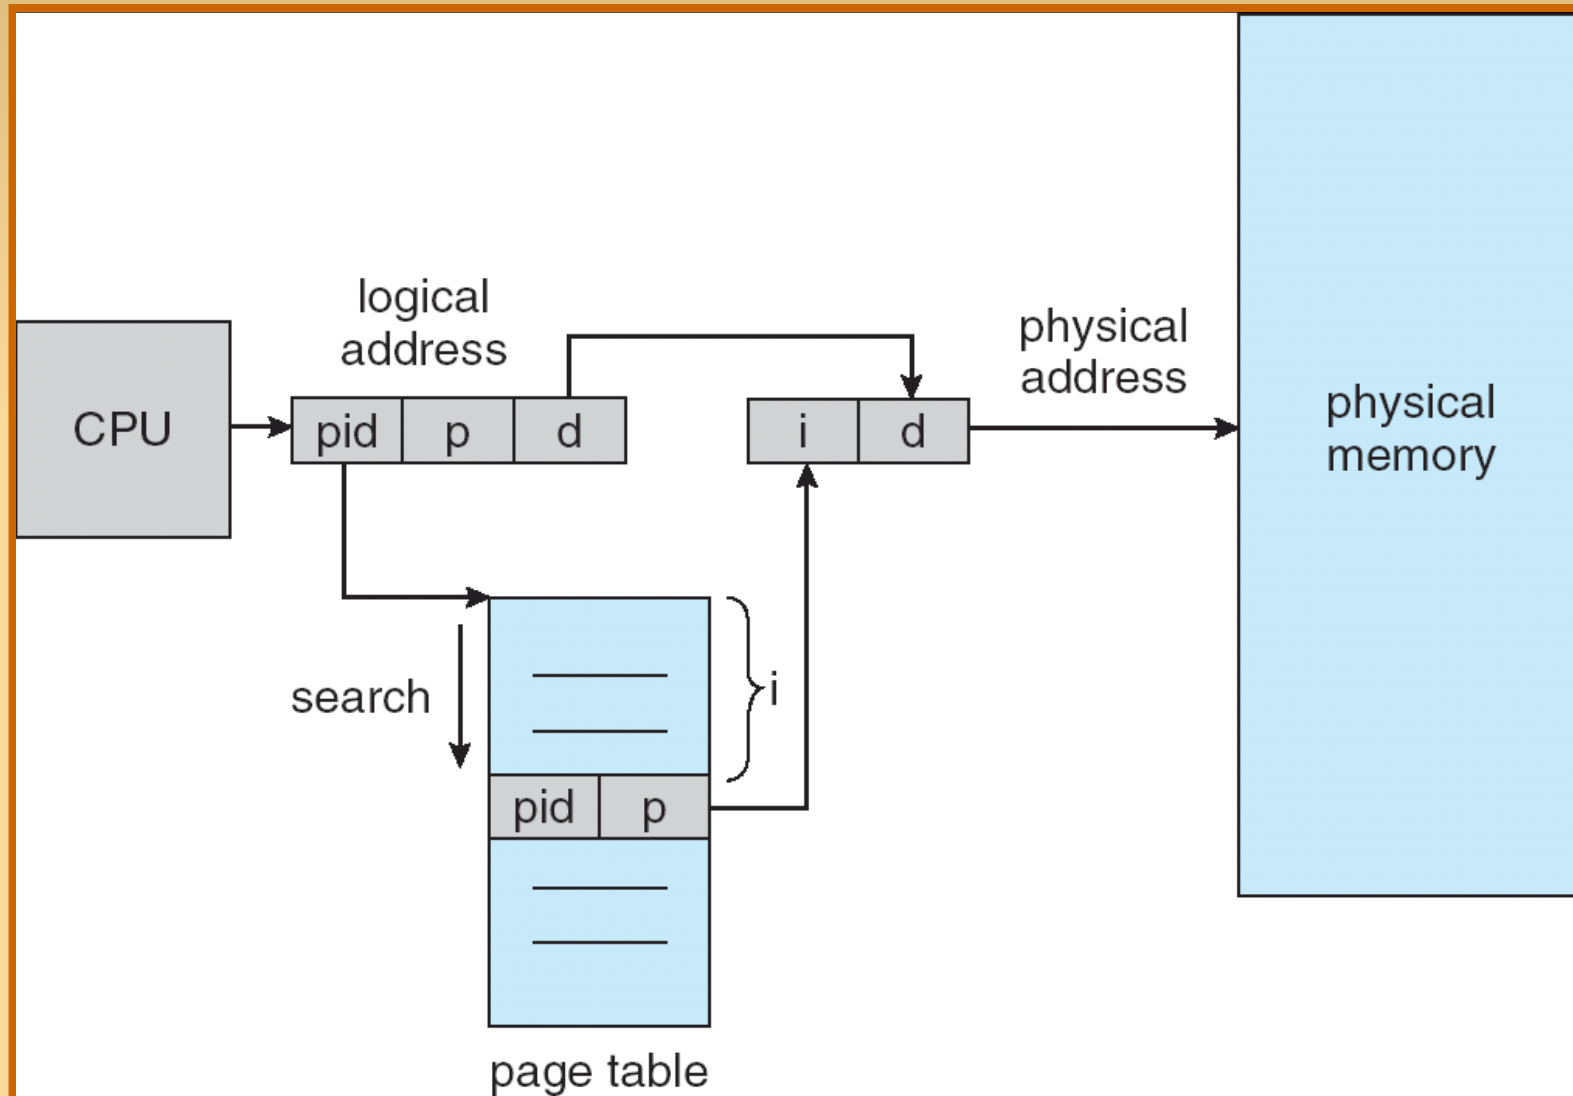 logical
address
physical
address
CPU
pid p d
i d
physical
memory
search
i
pid p
page table